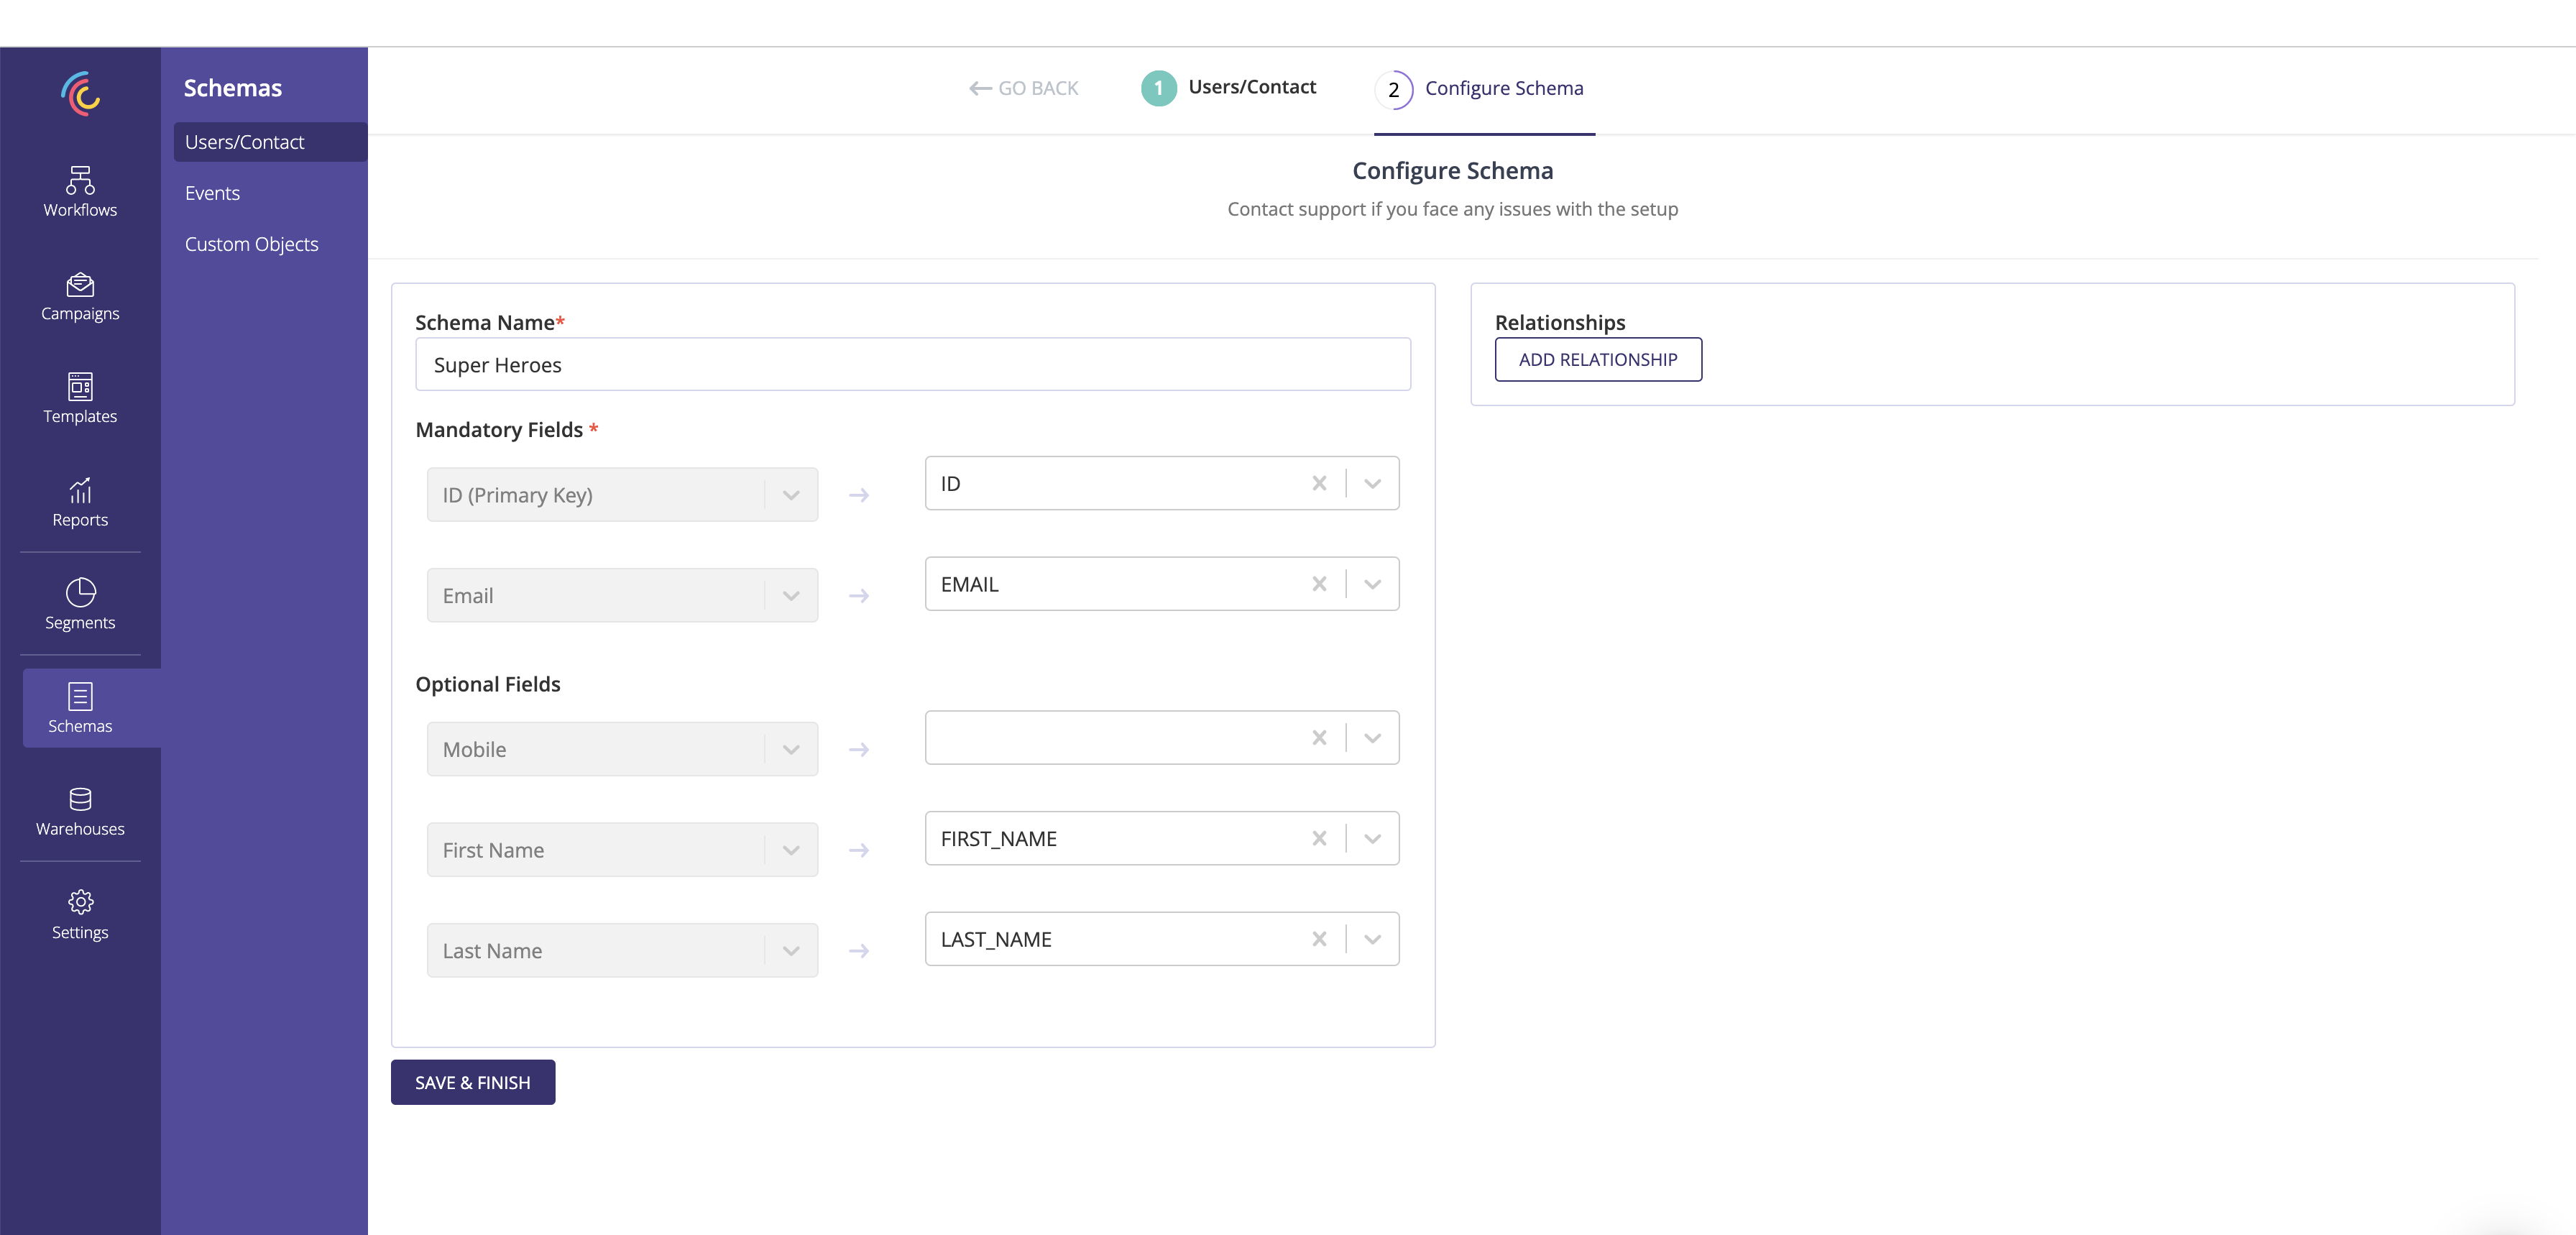 Schemas
Users/Contact
Events
Custom Objects
Workflows
Campaigns
Templates
Reports
Segments
Schemas
Warehouses
Settings
GO BACK
1 Users/Contact
2 Configure Schema
Configure Schema
Contact support if you face any issues with the setup
Schema Name*
Super Heroes
Mandatory Fields *
ID (Primary Key)
ID
Email
EMAIL
Optional Fields
Mobile
First Name
FIRST_NAME
Last Name
LAST_NAME
SAVE & FINISH
Relationships
ADD RELATIONSHIP